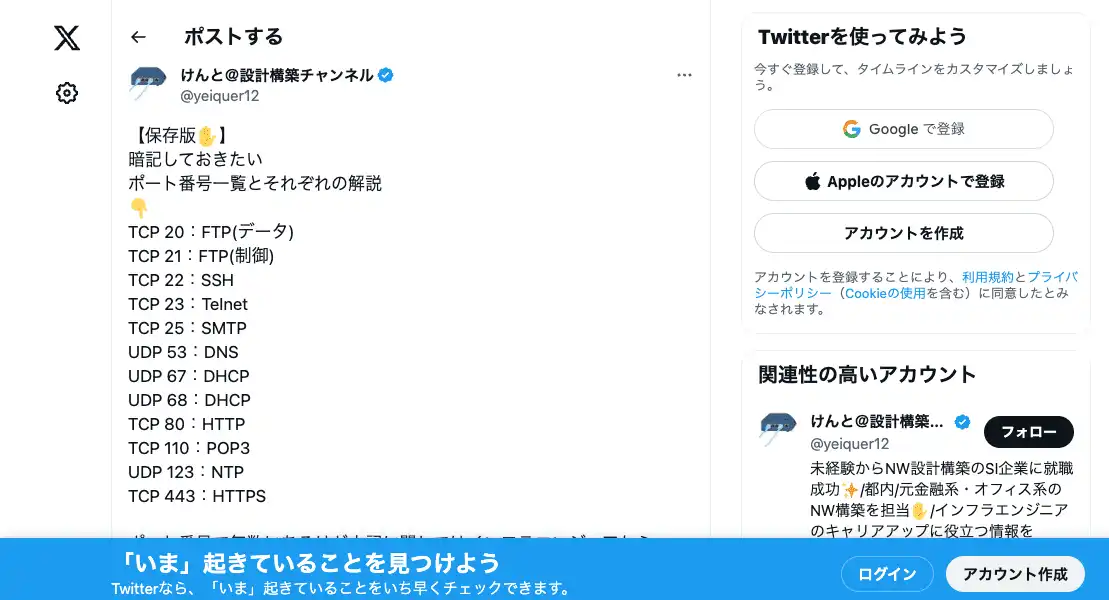 ポストする
けんと@設計構築チャンネル
@yeiquer12
【保存版✋】
暗記しておきたい
ポート番号一覧とそれぞれの解説
👇
TCP 20：FTP(データ)
TCP 21：FTP(制御)
TCP 22：SSH
TCP 23：Telnet
TCP 25：SMTP
UDP 53：DNS
UDP 67：DHCP
UDP 68：DHCP
TCP 80：HTTP
TCP 110：POP3
UDP 123：NTP
TCP 443：HTTPS
Twitterを使ってみよう
今すぐ登録して、タイムラインをカスタマイズしましょ
う。
Google で登録
Appleのアカウントで登録
アカウントを作成
アカウントを登録することにより、利用規約とプライバ
シーポリシー（Cookieの使用を含む）に同意したとみ
なされます。
関連性の高いアカウント
けんと@設計構築...
@yeiquer12
フォロー
未経験からNW設計構築のSI企業に就職
成功✨/都内/元金融系・オフィス系の
NW構築を担当✋/インフラエンジニア
のキャリアアップに役立つ情報を
「いま」起きていることを見つけよう
Twitterなら、「いま」起きていることをいち早くチェックできます。
ログイン
アカウント作成